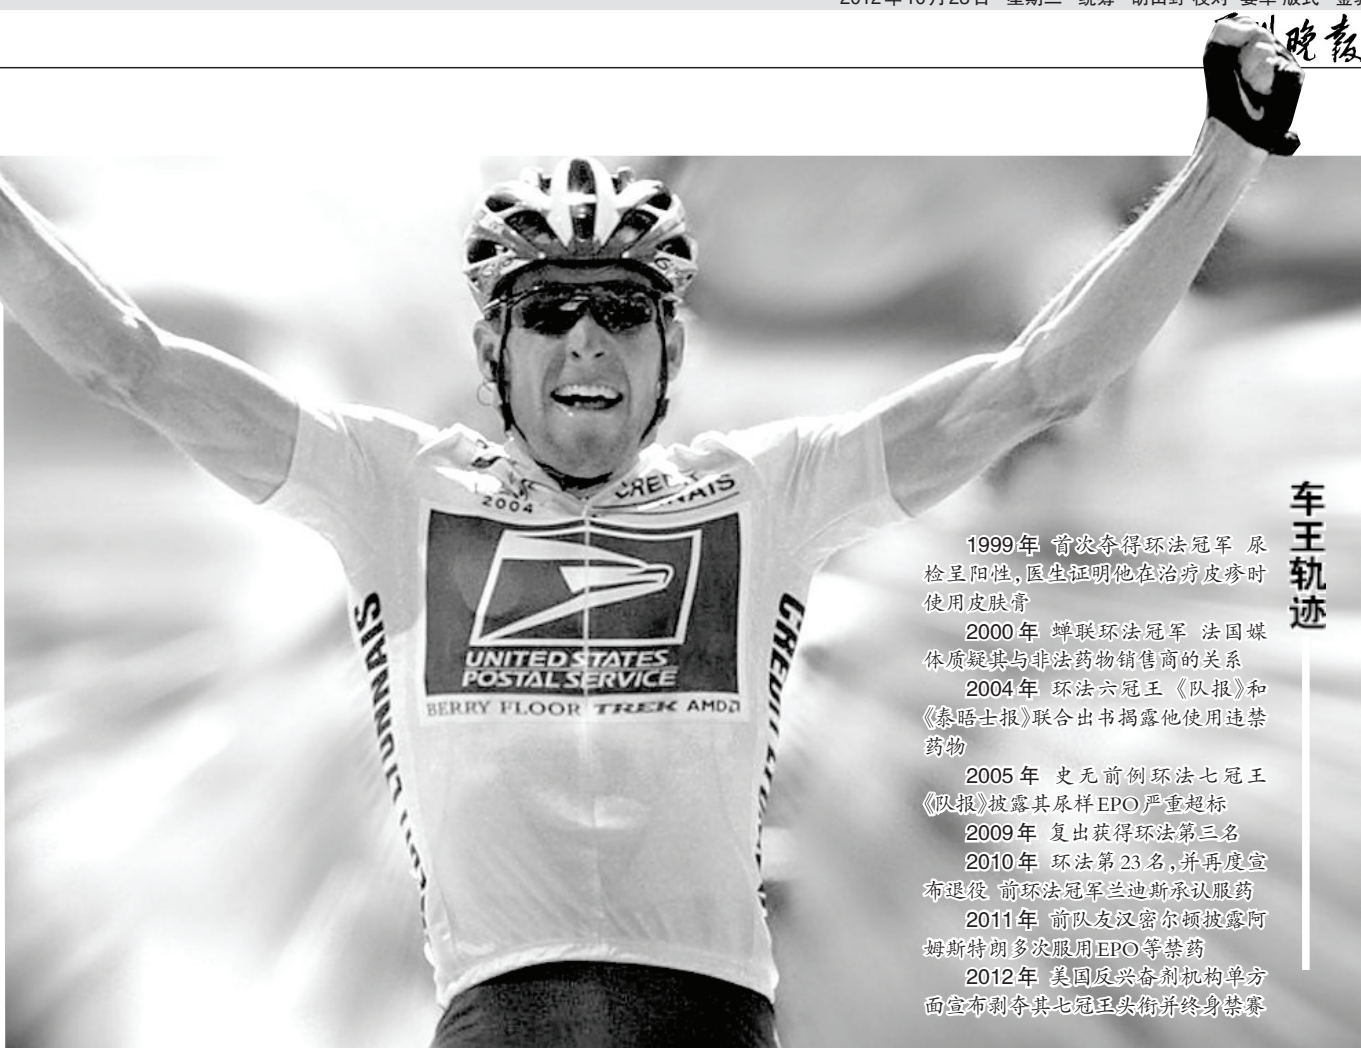 晚报
2004
CREDIT
UNITED STATES
POSTAL SERVICE
BERRY FLOOR TREK AMD
车王轨迹
1999年 首次夺得环法冠军 尿
检呈阳性，医生证明他在治疗皮疹时
使用皮肤膏
2000年 蝉联环法冠军 法国媒
体质疑其与非法药物销售商的关系
2004年 环法六冠王《队报》和
《泰晤士报》联合出书揭露他使用违禁
药物
2005年 史无前例环法七冠王
《队报》披露其尿样EPO严重超标
2009年 复出获得环法第三名
2010年 环法第23名，并再度宣
布退役 前环法冠军兰迪斯承认服药
2011年 前队友汉密尔顿披露阿
姆斯特朗多次服用EPO等禁药
2012年 美国反兴奋剂机构单方
面宣布剥夺其七冠王头衔并终身禁赛